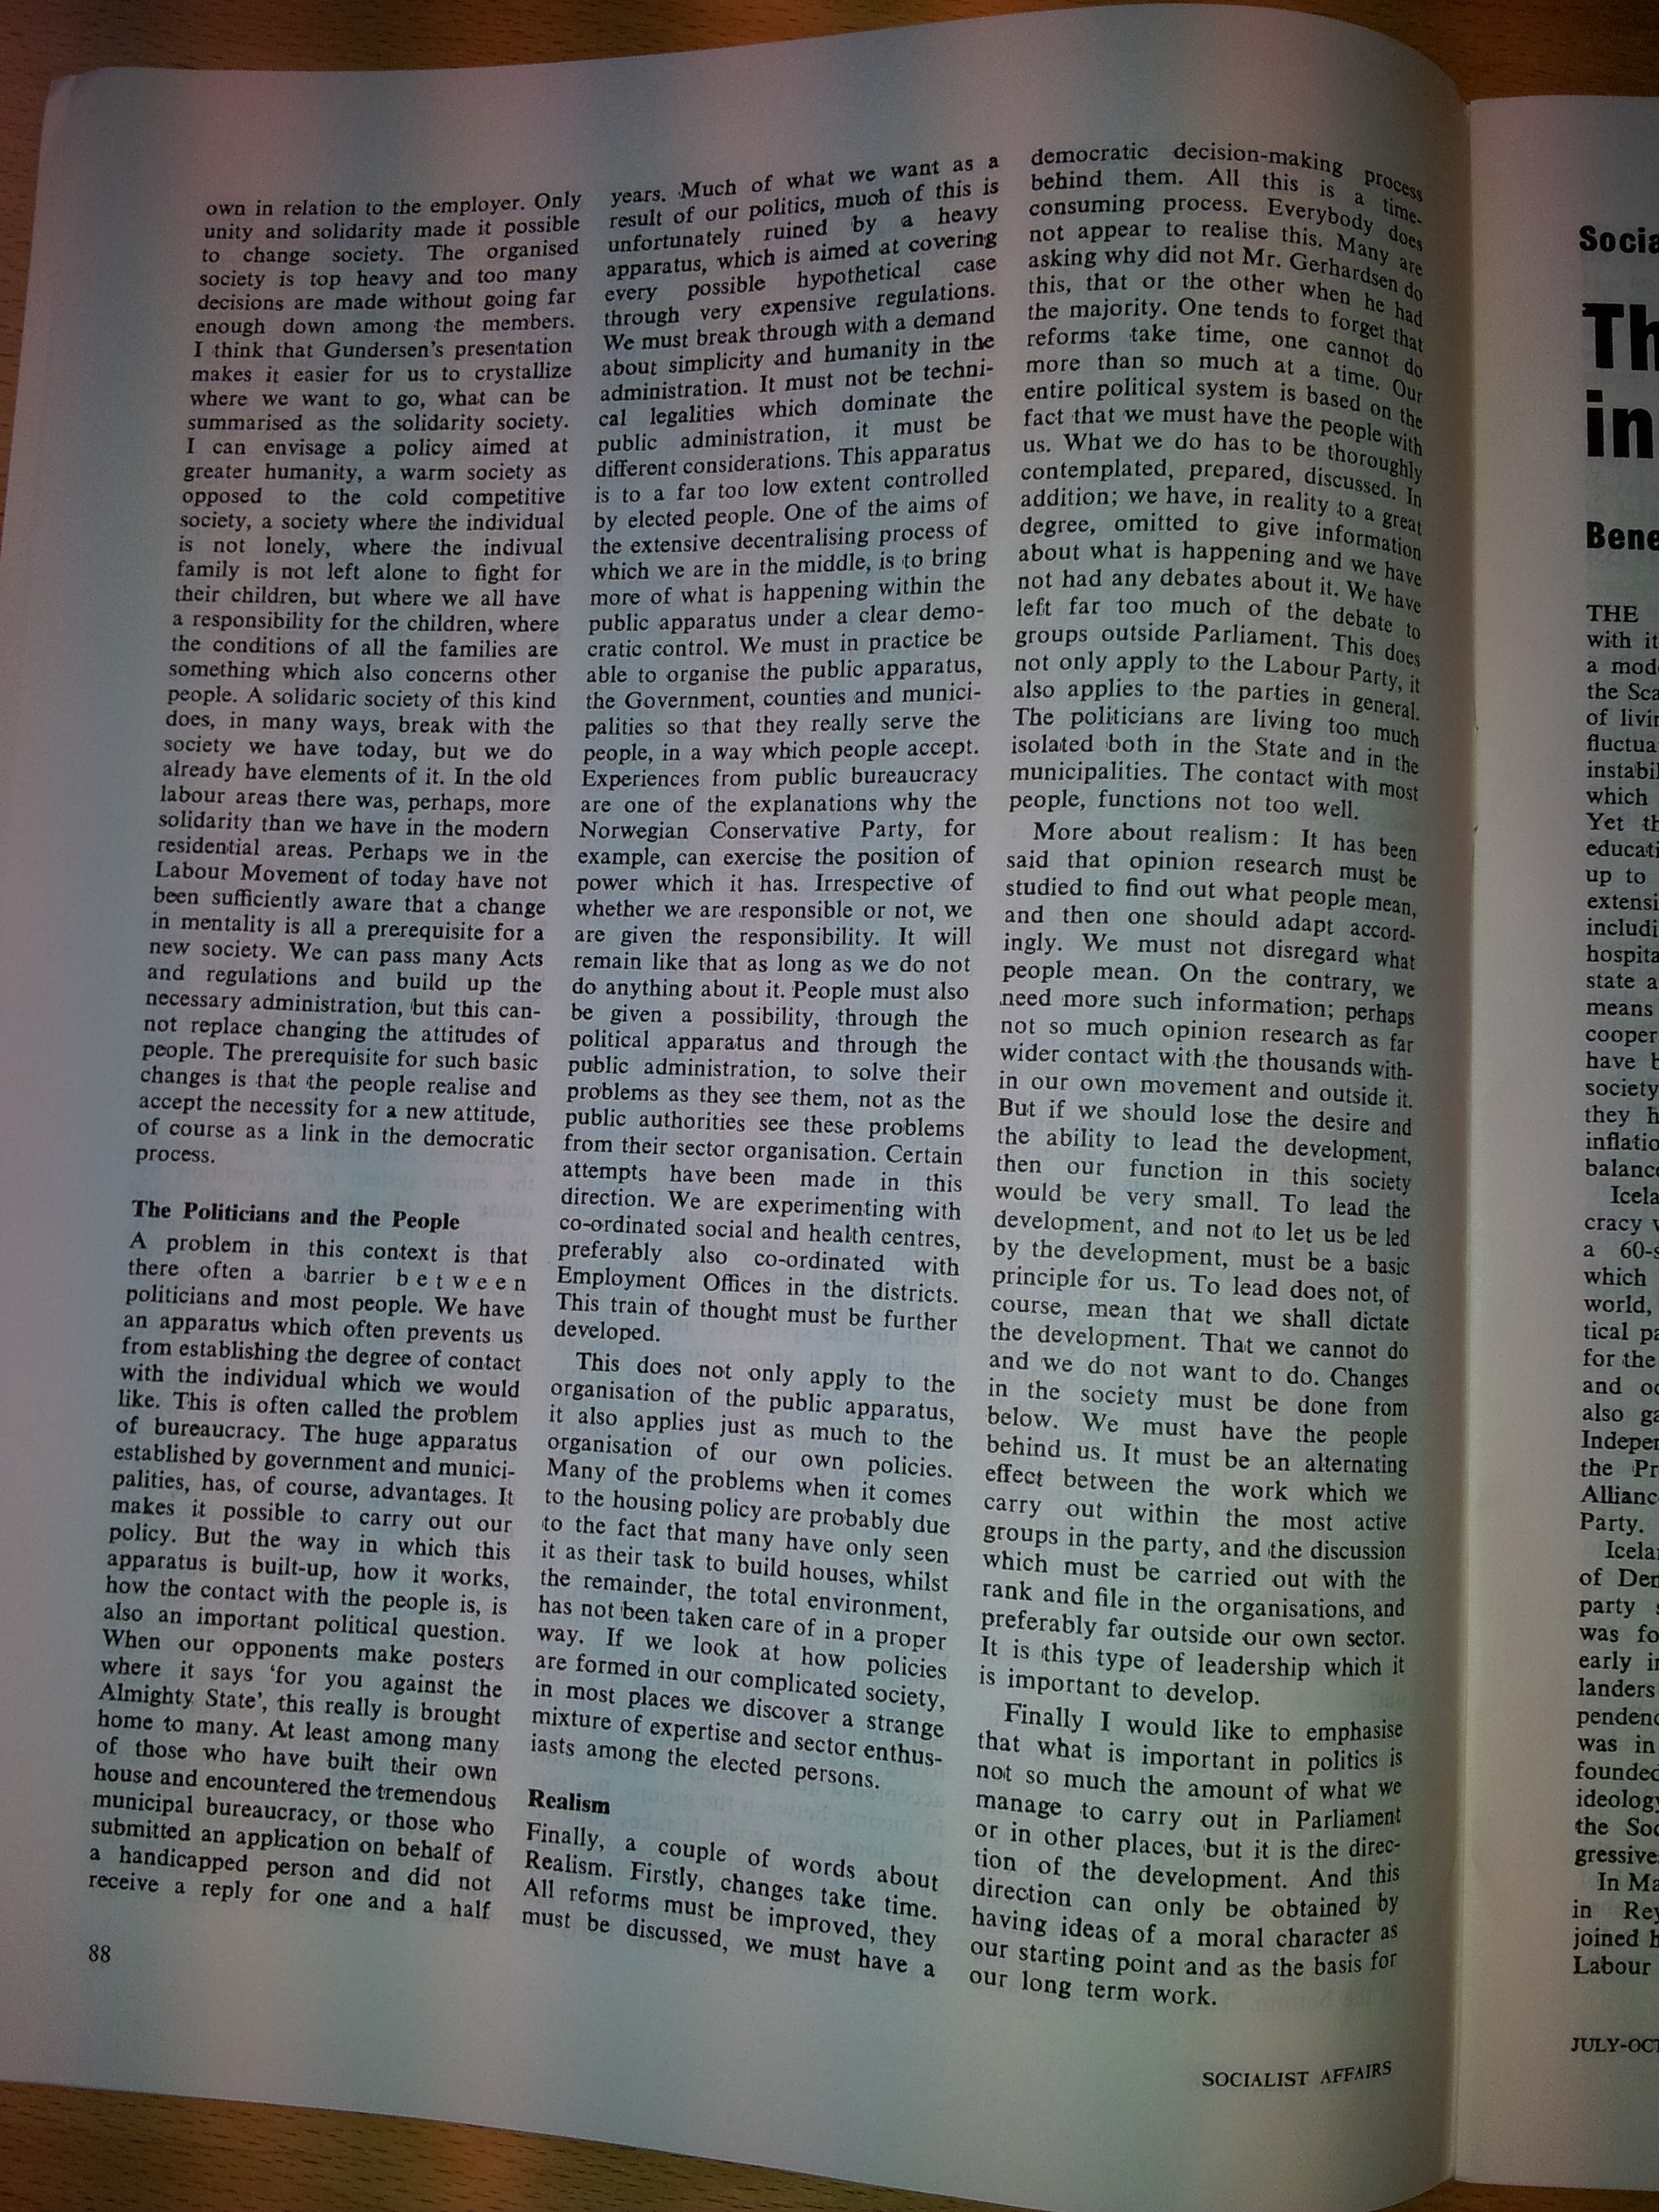 own in relation to the employer. Only
unity and solidarity made it possible
to change society. The organised
society is top heavy and too many
decisions are made without going far
enough down among the members.
I think that Gundersen's presentation
makes it easier for us to crystallize
where we want to go, what can be
summarised as the solidarity society.
I can envisage a policy aimed at
greater humanity, a warm society as
opposed to the cold competitive
society, a society where the individual
is not lonely, where the indivual
family is not left alone to fight for
their children, but where we all have
a responsibility for the children, where
the conditions of all the families are
something which also concerns other
people. A solidaric society of this kind
does, in many ways, break with the
society we have today, but we do
already have elements of it. In the old
labour areas there was, perhaps, more
solidarity than we have in the modern
residential areas. Perhaps we in the
Labour Movement of today have not
been sufficiently aware that a change
in mentality is all a prerequisite for a
new society. We can pass many Acts
and regulations and build up the
necessary administration, but this can-
not replace changing the attitudes of
people. The prerequisite for such basic
changes is that the people realise and
accept the necessity for a new attitude,
of course as a link in the democratic
process.
The Politicians and the People
A problem in this context is that
there often a barrier between
politicians and most people. We have
an apparatus which often prevents us
from establishing the degree of contact
with the individual which we would
like. This is often called the problem
of bureaucracy. The huge apparatus
established by government and munici-
palities, has, of course, advantages. It
makes it possible to carry out our
policy. But the way in which this
apparatus is built-up, how it works,
how the contact with the people is, is
also an important political question.
When our opponents make posters
where it says 'for you against the
Almighty State', this really is brought
home to many. At least among many
of those who have built their own
house and encountered the tremendous
municipal bureaucracy, or those who
submitted an application on behalf of
a handicapped person and did not
receive a reply for one and a half
88
years. Much of what we want as a
result of our politics, much of this is
unfortunately ruined by a heavy
apparatus, which is aimed at covering
every possible hypothetical case
through very expensive regulations.
We must break through with a demand
about simplicity and humanity in the
administration. It must not be techni-
cal legalities which dominate the
public administration, it must be
different considerations. This apparatus
is to a far too low extent controlled
by elected people. One of the aims of
the extensive decentralising process of
which we are in the middle, is to bring
more of what is happening within the
public apparatus under a clear demo-
cratic control. We must in practice be
able to organise the public apparatus,
the Government, counties and munici-
palities so that they really serve the
people, in a way which people accept.
Experiences from public bureaucracy
are one of the explanations why the
Norwegian Conservative Party, for
example, can exercise the position of
power which it has. Irrespective of
whether we are responsible or not, we
are given the responsibility. It will
remain like that as long as we do not
do anything about it. People must also
be given a possibility, through the
political apparatus and through the
public administration, to solve their
problems as they see them, not as the
public authorities see these problems
from their sector organisation. Certain
attempts have been made in this
direction. We are experimenting with
co-ordinated social and health centres,
preferably also co-ordinated with
Employment Offices in the districts.
This train of thought must be further
developed.
This does not only apply to the
organisation of the public apparatus,
it also applies just as much to the
organisation of our own policies.
Many of the problems when it comes
to the housing policy are probably due
to the fact that many have only seen
it as their task to build houses, whilst
the remainder, the total environment,
has not been taken care of in a proper
way. If we look at how policies
are formed in our complicated society,
in most places we discover a strange
mixture of expertise and sector enthus-
iasts among the elected persons.
Realism
Finally, a couple of words about
Realism. Firstly, changes take time.
All reforms must be improved, they
must be discussed, we must have a
democratic decision-making process
behind them. All this is a time-
consuming process. Everybody does
not appear to realise this. Many are
asking why did not Mr. Gerhardsen do
this, that or the other when he had
the majority. One tends to forget that
reforms take time, one cannot do
more than so much at a time. Our
entire political system is based on the
fact that we must have the people with
us. What we do has to be thoroughly
contemplated, prepared, discussed. In
addition; we have, in reality to a great
degree, omitted to give information
about what is happening and we have
not had any debates about it. We have
left far too much of the debate to
groups outside Parliament. This does
not only apply to the Labour Party, it
also applies to the parties in general.
The politicians are living too much
isolated both in the State and in the
municipalities. The contact with most
people, functions not too well.
More about realism: It has been
said that opinion research must be
studied to find out what people mean,
and then one should adapt accord-
ingly. We must not disregard what
people mean. On the contrary, we
need more such information; perhaps
not so much opinion research as far
wider contact with the thousands with-
in our own movement and outside it.
But if we should lose the desire and
the ability to lead the development,
then our function in this society
would be very small. To lead the
development, and not to let us be led
by the development, must be a basic
principle for us. To lead does not, of
course, mean that we shall dictate
the development. That we cannot do
and we do not want to do. Changes
in the society must be done from
below. We must have the people
behind us. It must be an alternating
effect between the work which we
carry out within the most active
groups in the party, and the discussion
which must be carried out with the
rank and file in the organisations, and
preferably far outside our own sector.
It is this type of leadership which it
is important to develop.
Finally I would like to emphasise
that what is important in politics is
not so much the amount of what we
manage to carry out in Parliament
or in other places, but it is the direc-
tion of the development. And this
direction can only be obtained by
having ideas of a moral character as
our starting point and as the basis for
our long term work.
SOCIALIST AFFAIRS
in
THE
with
the
of
which
Yet
up to
state a
means
have
society
they
Party.
of
party
was
early
landers
was in
the
In
in
joined
Labour